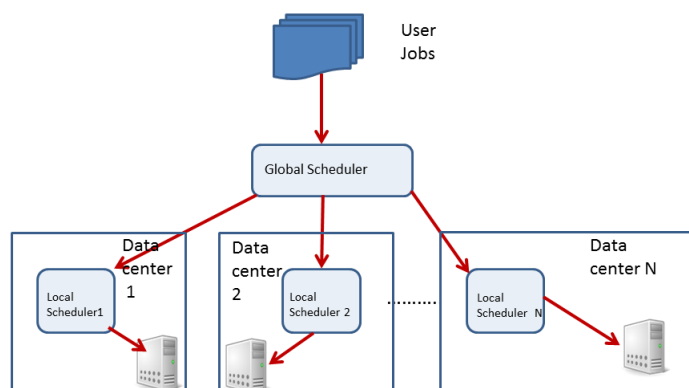 User
Jobs
Global Scheduler
Data
center
1
Local
Scheduler1
Data
center
2
Local
Scheduler 2
..........
Data
center N
Local
Scheduler N